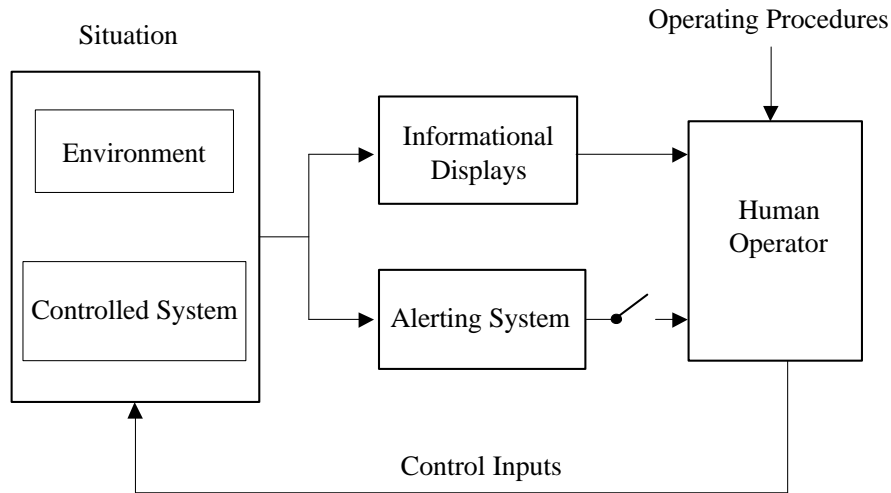 Operating Procedures
Situation
Environment
Controlled System
Informational
Displays
Alerting System
Human
Operator
Control Inputs